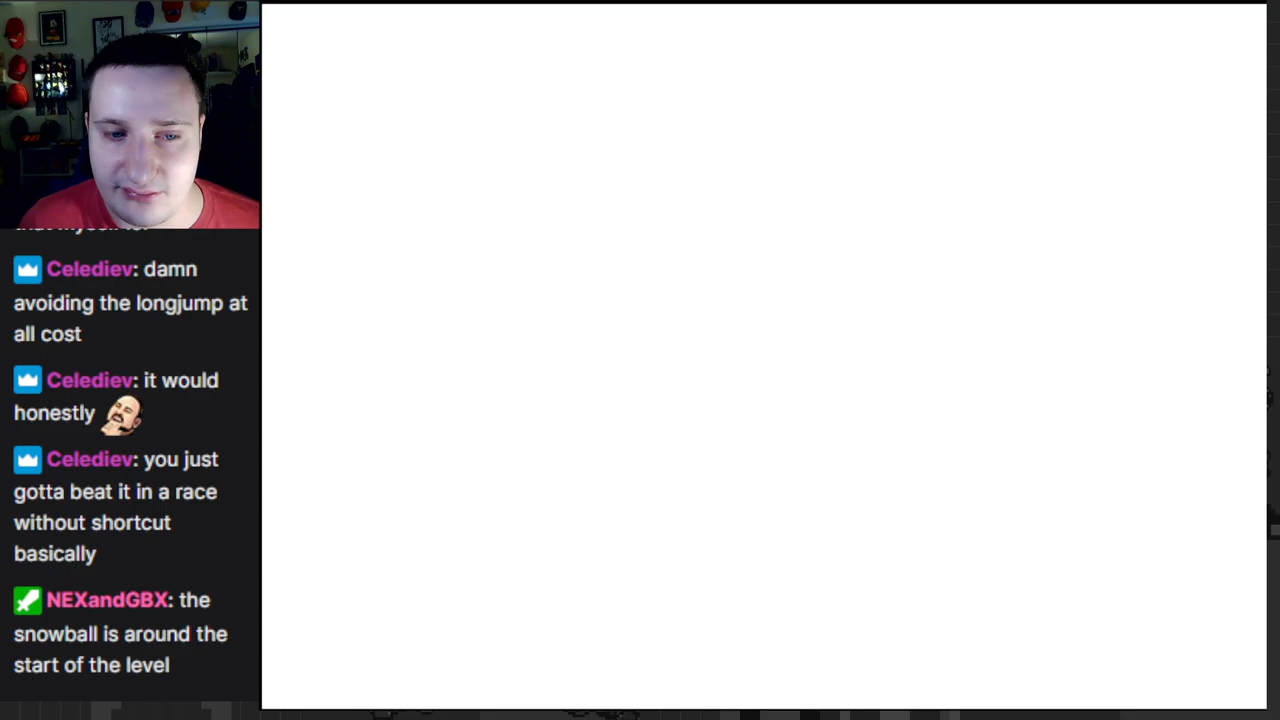 Celediev: damn
avoiding the longjump at
all cost
Celediev: it would
honestly
Celediev: you just
gotta beat it in a race
without shortcut
basically
NEXandGBX: the
snowball is around the
start of the level